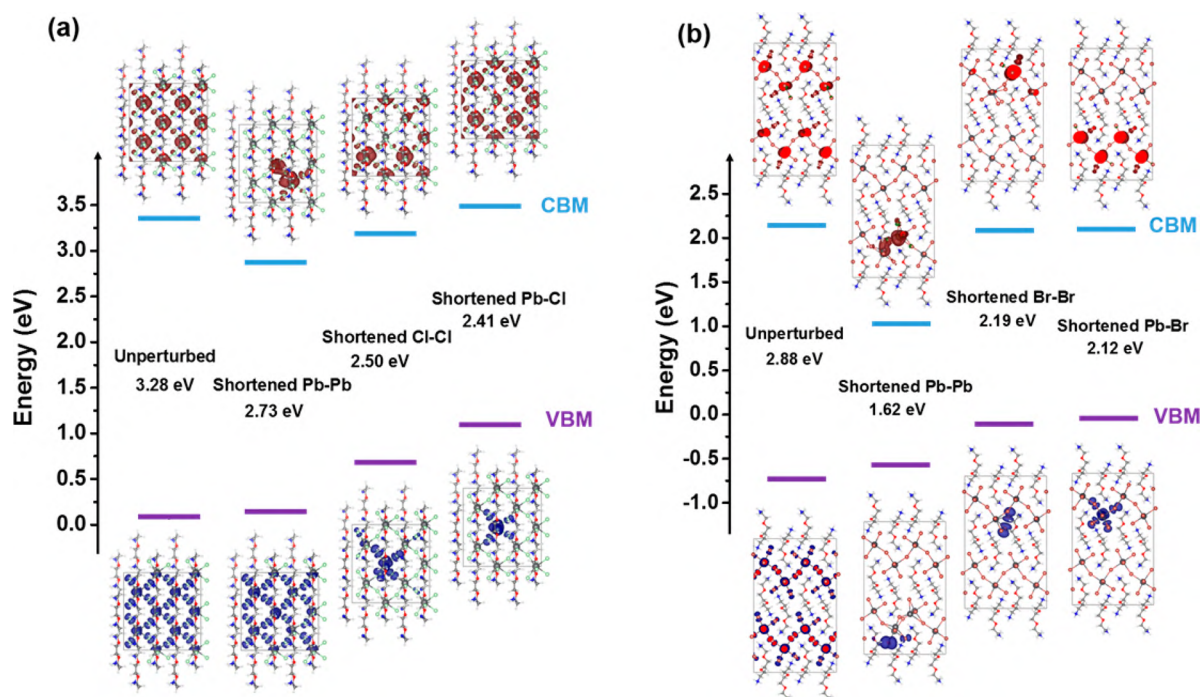 (a)
Energy (eV)
3.5
3.0
2.5
2.0
1.5
1.0
0.5
0.0
CBM
VBM
Unperturbed
3.28 eV
Shortened Pb-Pb
2.73 eV
Shortened Cl-Cl
2.50 eV
Shortened Pb-Cl
2.41 eV
(b)
Energy (eV)
2.5
2.0
1.5
1.0
0.5
0.0
-0.5
-1.0
CBM
VBM
Unperturbed
2.88 eV
Shortened Pb-Pb
1.62 eV
Shortened Br-Br
2.19 eV
Shortened Pb-Br
2.12 eV